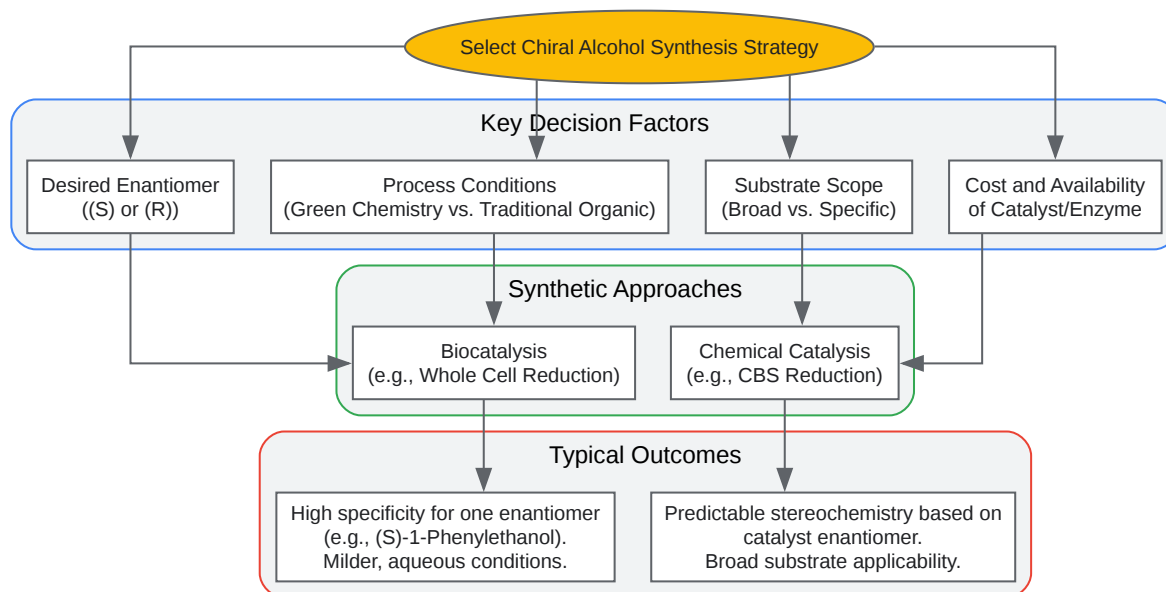 Select Chiral Alcohol Synthesis Strategy
Key Decision Factors
Desired Enantiomer
((S) or (R))
Process Conditions
(Green Chemistry vs. Traditional Organic)
Substrate Scope
(Broad vs. Specific)
Cost and Availability
of Catalyst/Enzyme
Synthetic Approaches
Biocatalysis
(e.g., Whole Cell Reduction)
Chemical Catalysis
(e.g., CBS Reduction)
Typical Outcomes
High specificity for one enantiomer
(e.g., (S)-1-Phenylethanol).
Milder, aqueous conditions.
Predictable stereochemistry based on
catalyst enantiomer.
Broad substrate applicability.